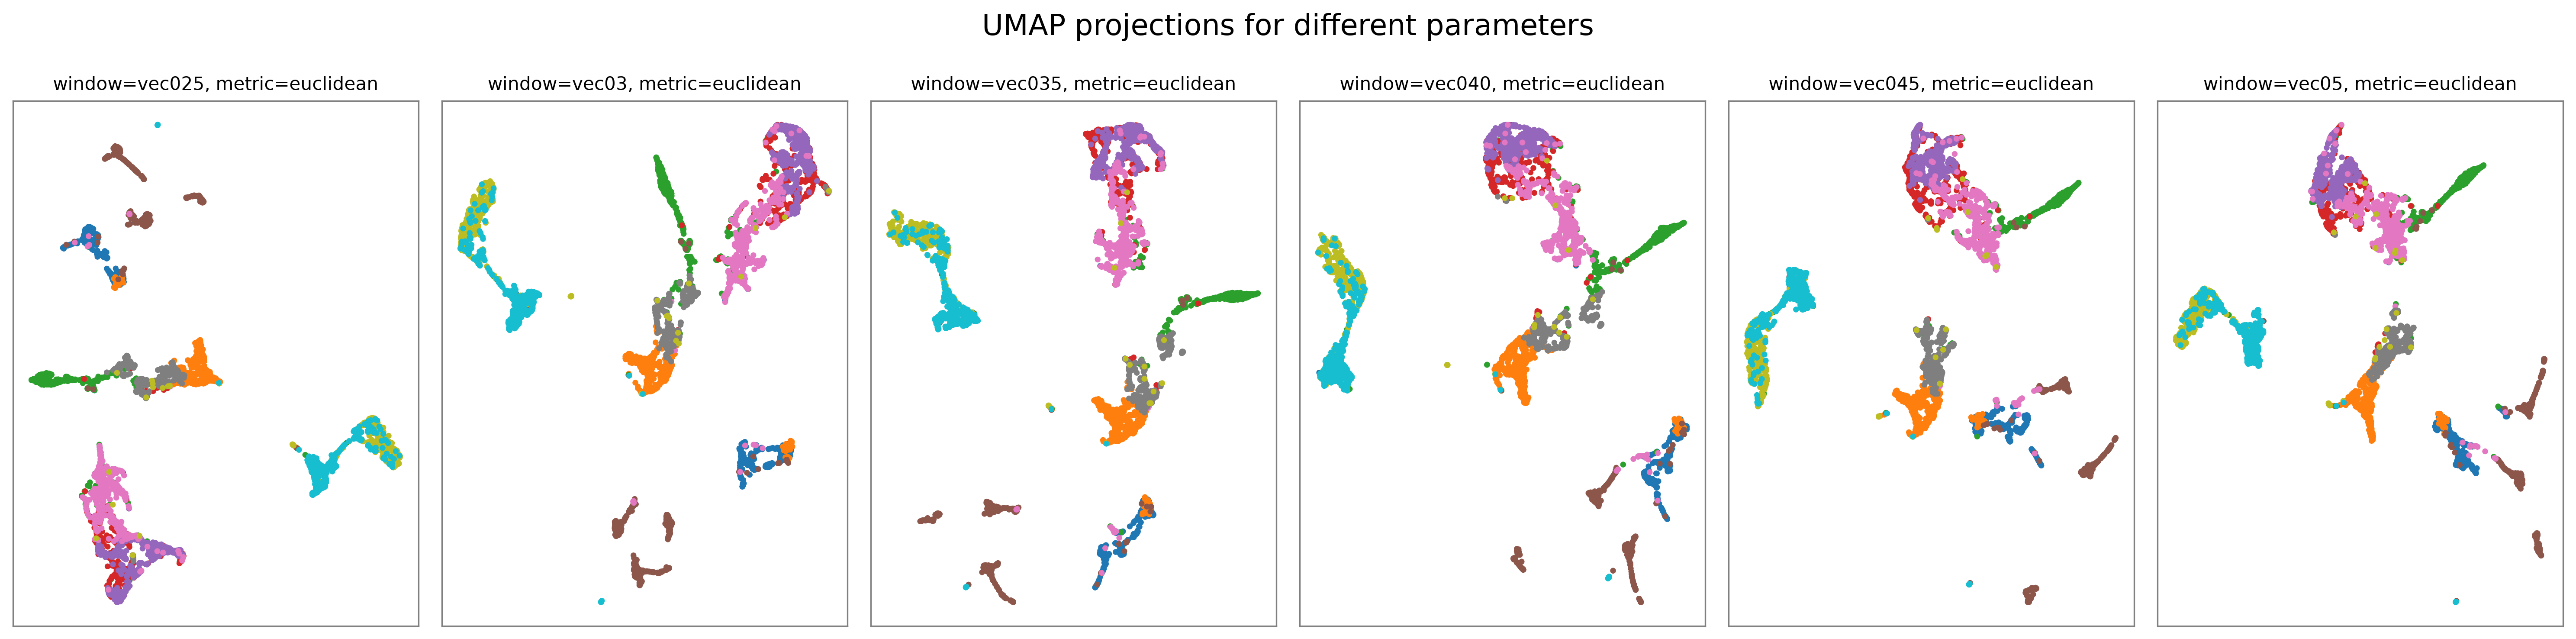 UMAP projections for different parameters
window=vec025, metric=euclidean
window=vec03, metric=euclidean
window=vec035, metric=euclidean
window=vec040, metric=euclidean
window=vec045, metric=euclidean
window=vec05, metric=euclidean